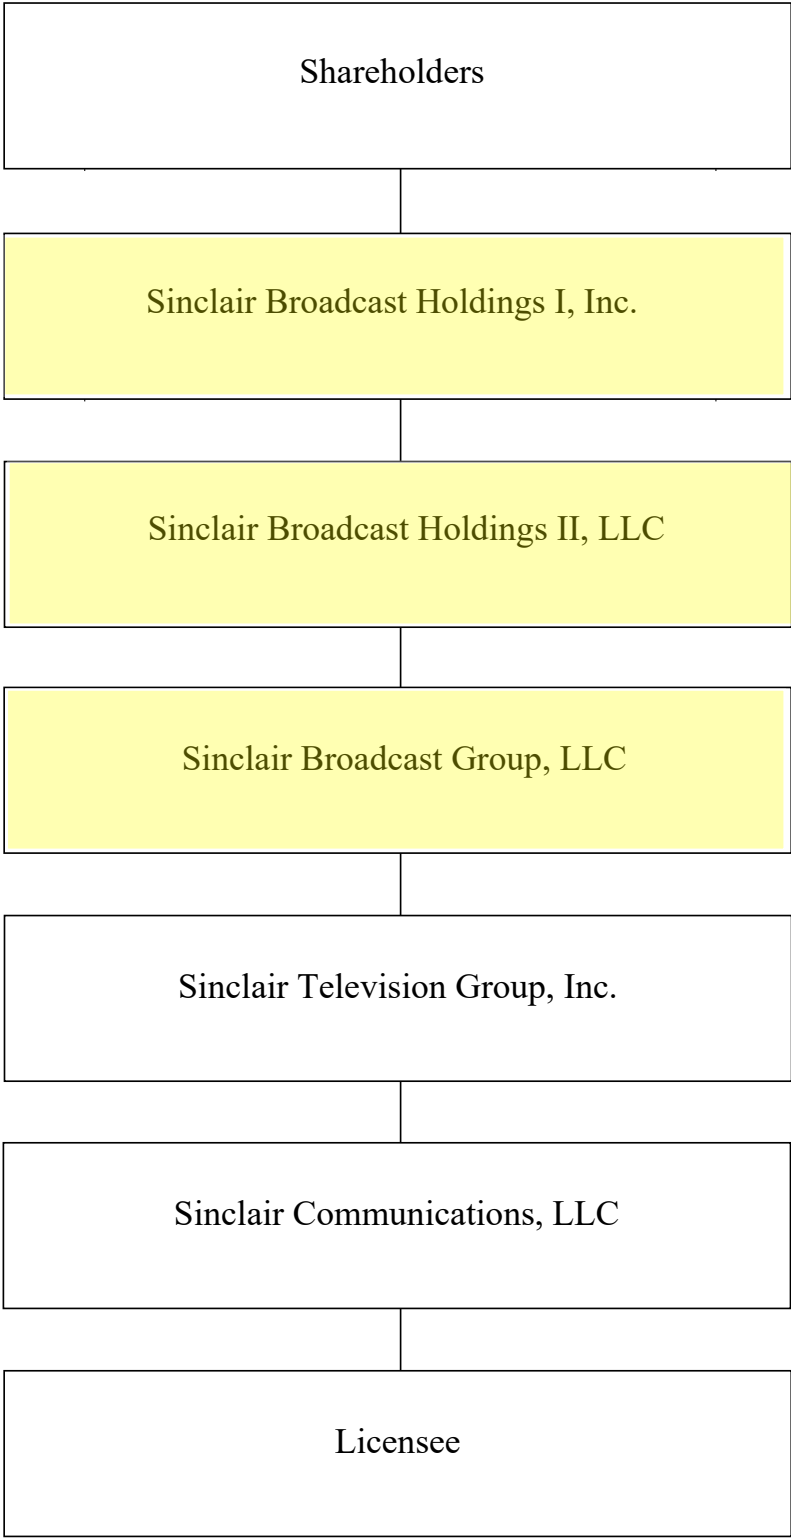 Shareholders
Sinclair Broadcast Holdings I, Inc.
Sinclair Broadcast Holdings II, LLC
Sinclair Broadcast Group, LLC
Sinclair Television Group, Inc.
Sinclair Communications, LLC
Licensee